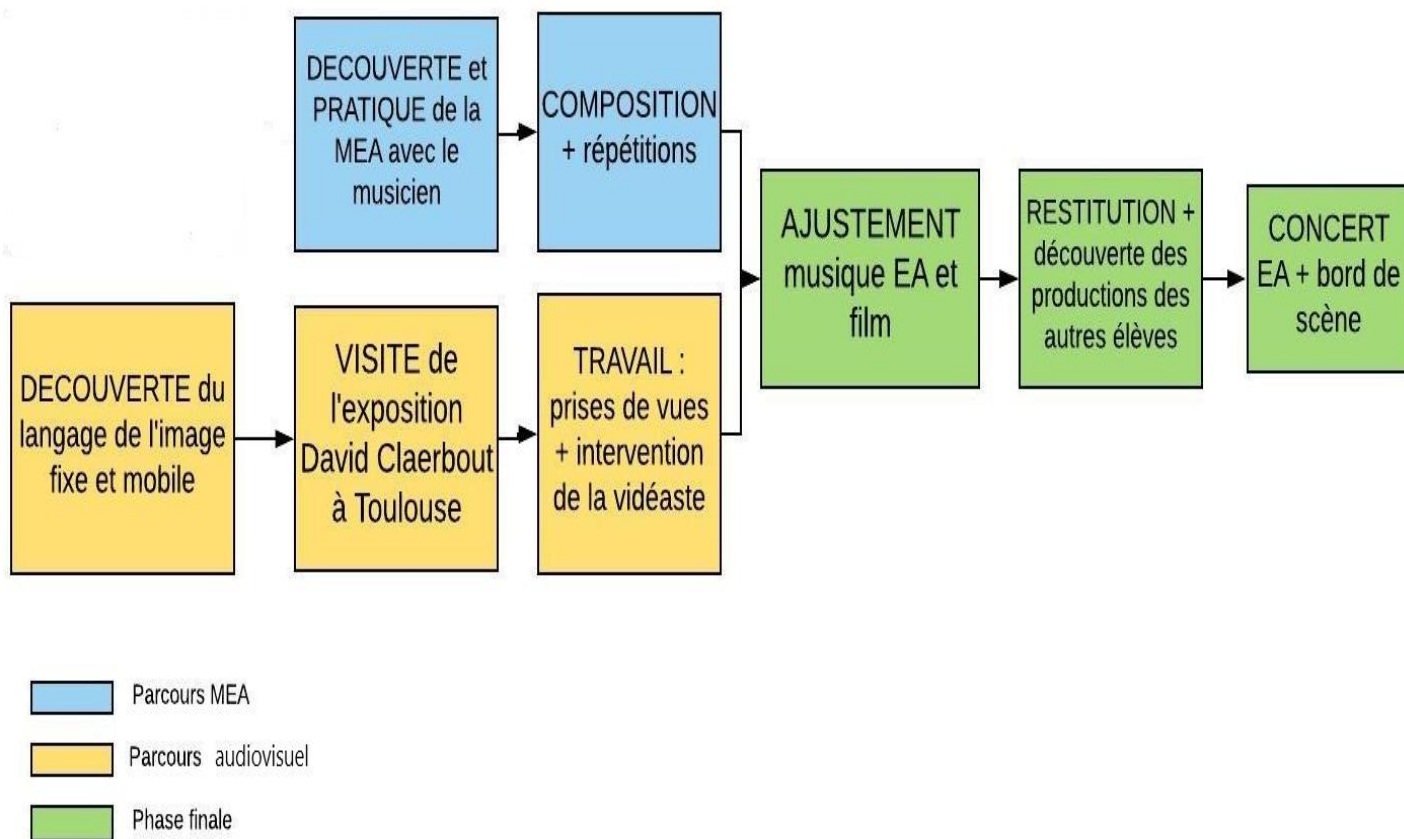 DECOUVERTE et
PRATIQUE de la
MEA avec le
musicien
COMPOSITION
+ répétitions
DECOUVERTE du
langage de l'image
fixe et mobile
VISITE de
l'exposition
David Claerbout
à Toulouse
TRAVAIL :
prises de vues
+ intervention
de la vidéaste
AJUSTEMENT
musique EA et
film
RESTITUTION +
découverte des
productions des
autres élèves
CONCERT
EA + bord de
scène
Parcours MEA
Parcours audiovisuel
Phase finale